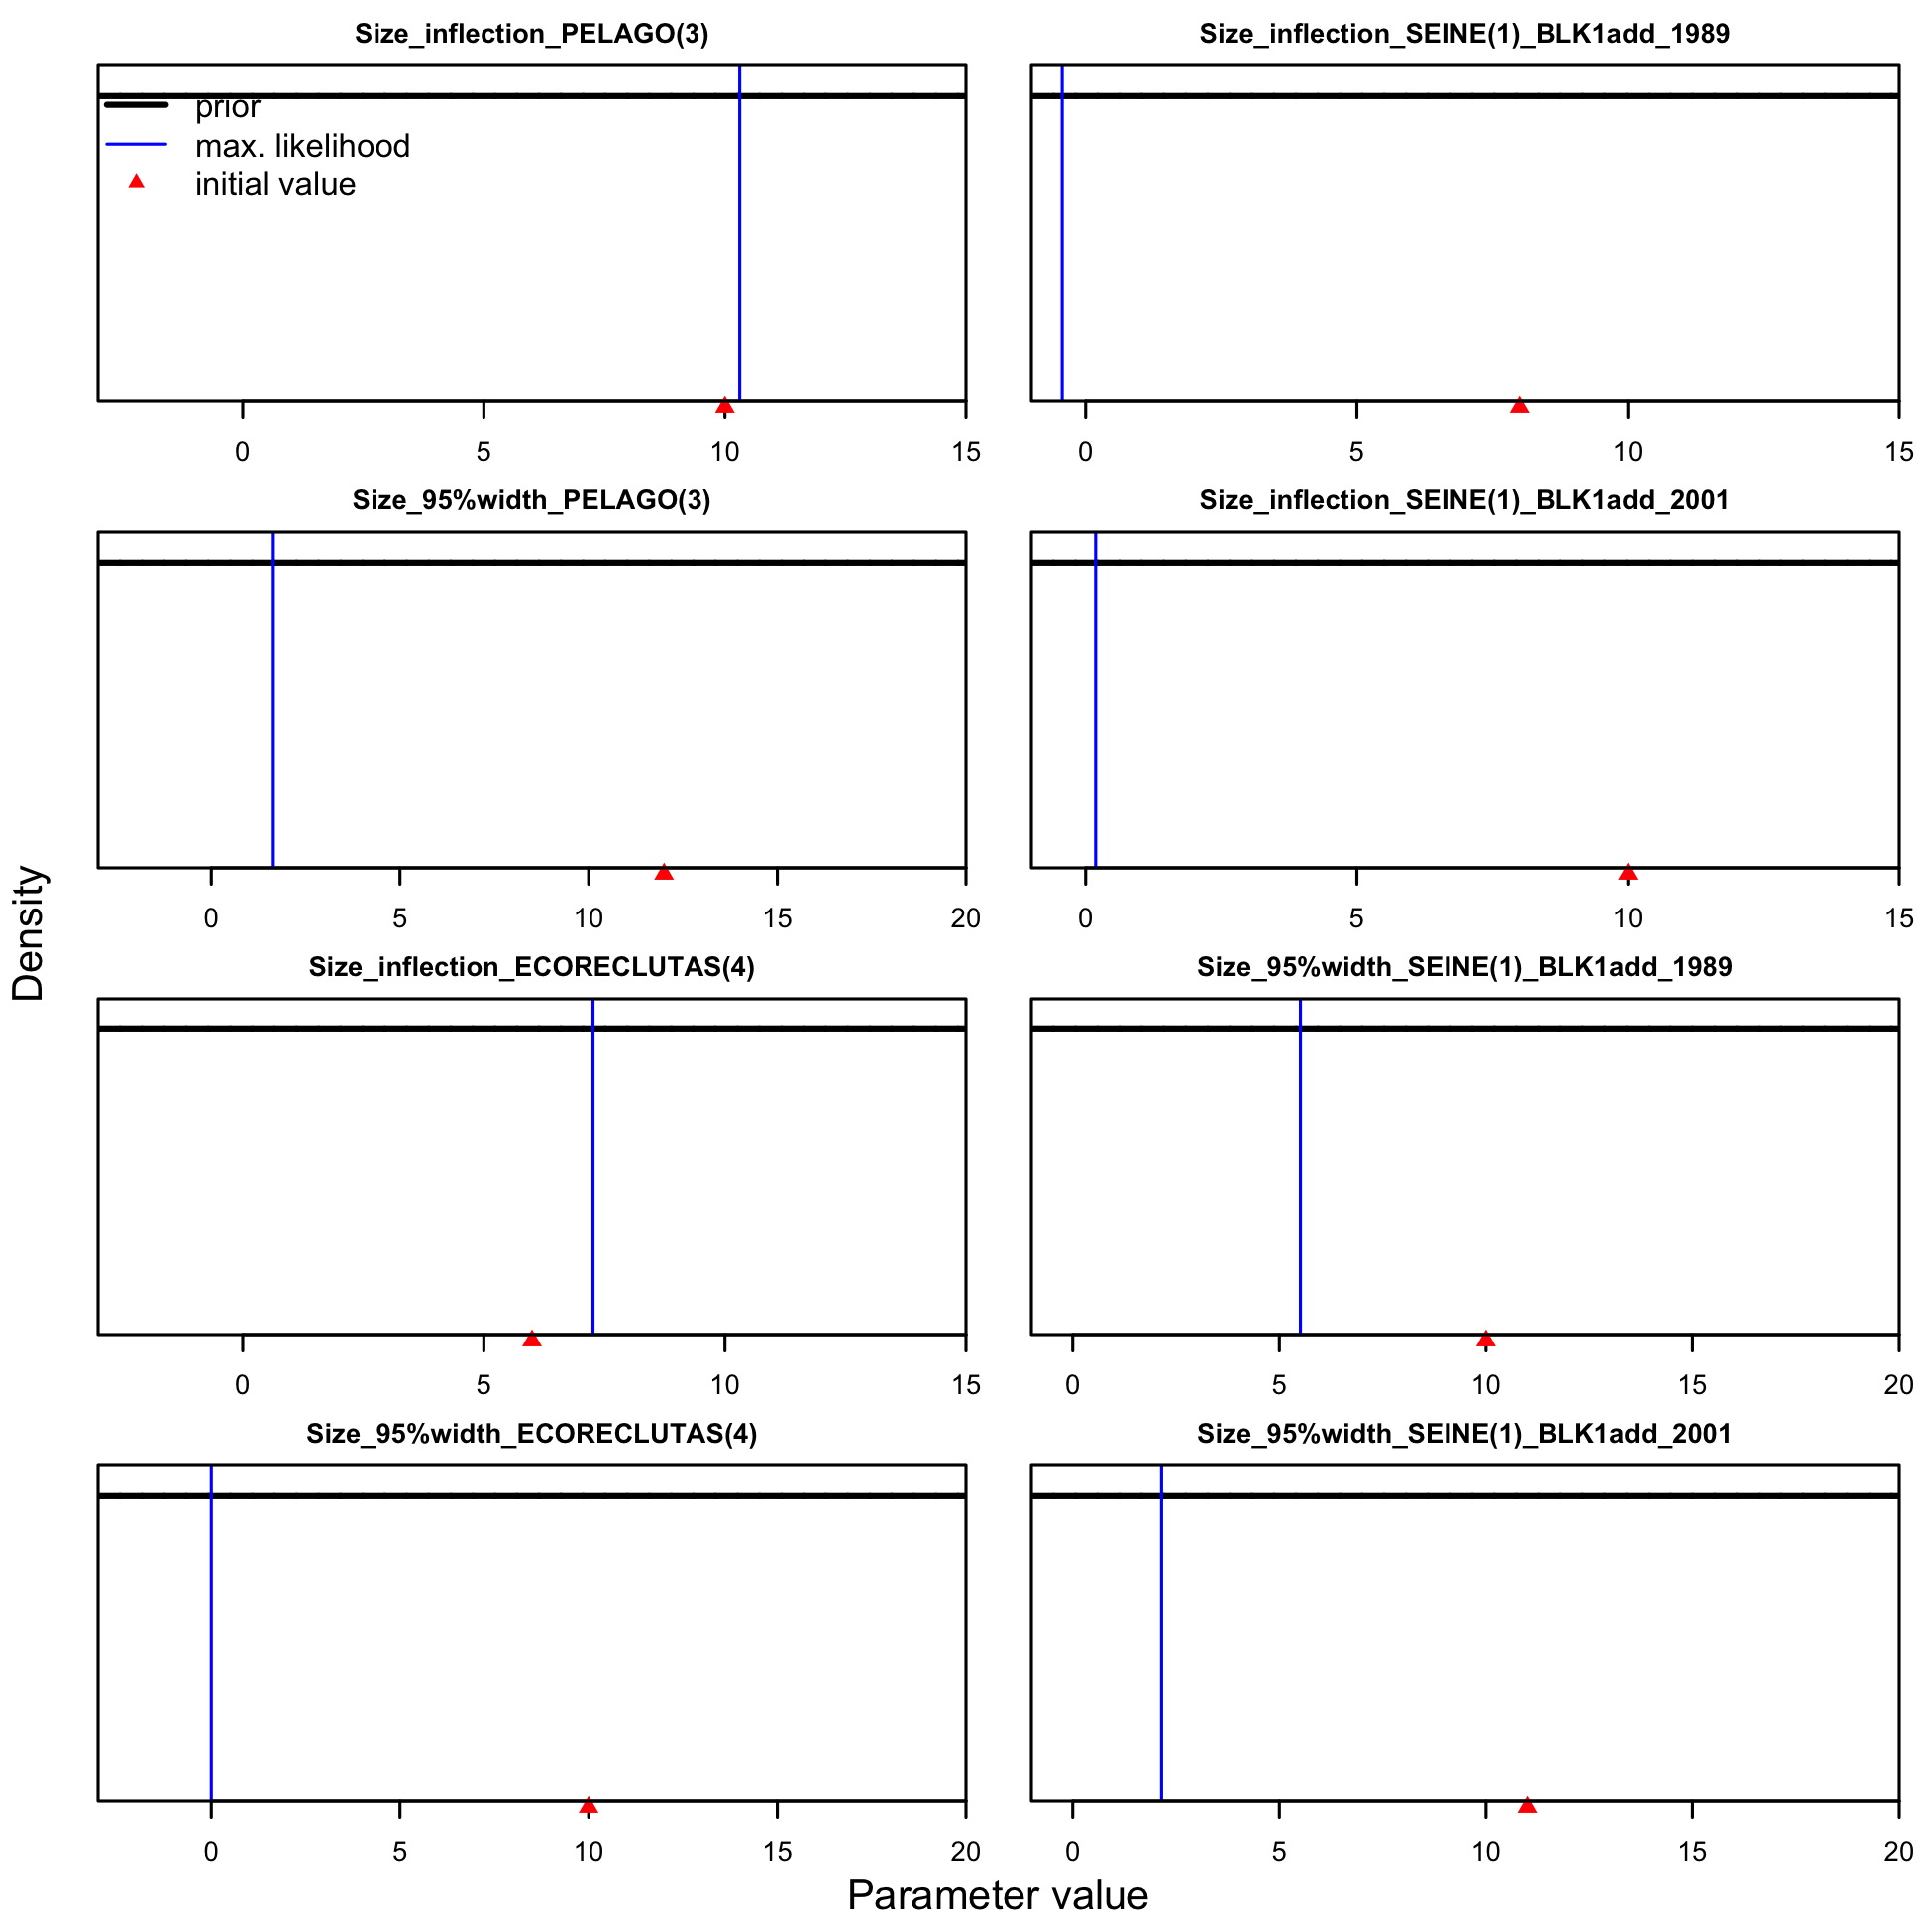 Size_inflection_PELAGO(3)
prior
max. likelihood
initial value
0 5 10 15
Size_inflection_SEINE(1)_BLK1add_1989
0 5 10 15
Size_95%width_PELAGO(3)
0 5 10 15 20
Size_inflection_SEINE(1)_BLK1add_2001
0 5 10 15
Size_inflection_ECORECLUTAS(4)
0 5 10 15
Size_95%width_SEINE(1)_BLK1add_1989
0 5 10 15 20
Size_95%width_ECORECLUTAS(4)
0 5 10 15 20
Size_95%width_SEINE(1)_BLK1add_2001
0 5 10 15 20
Density
Parameter value